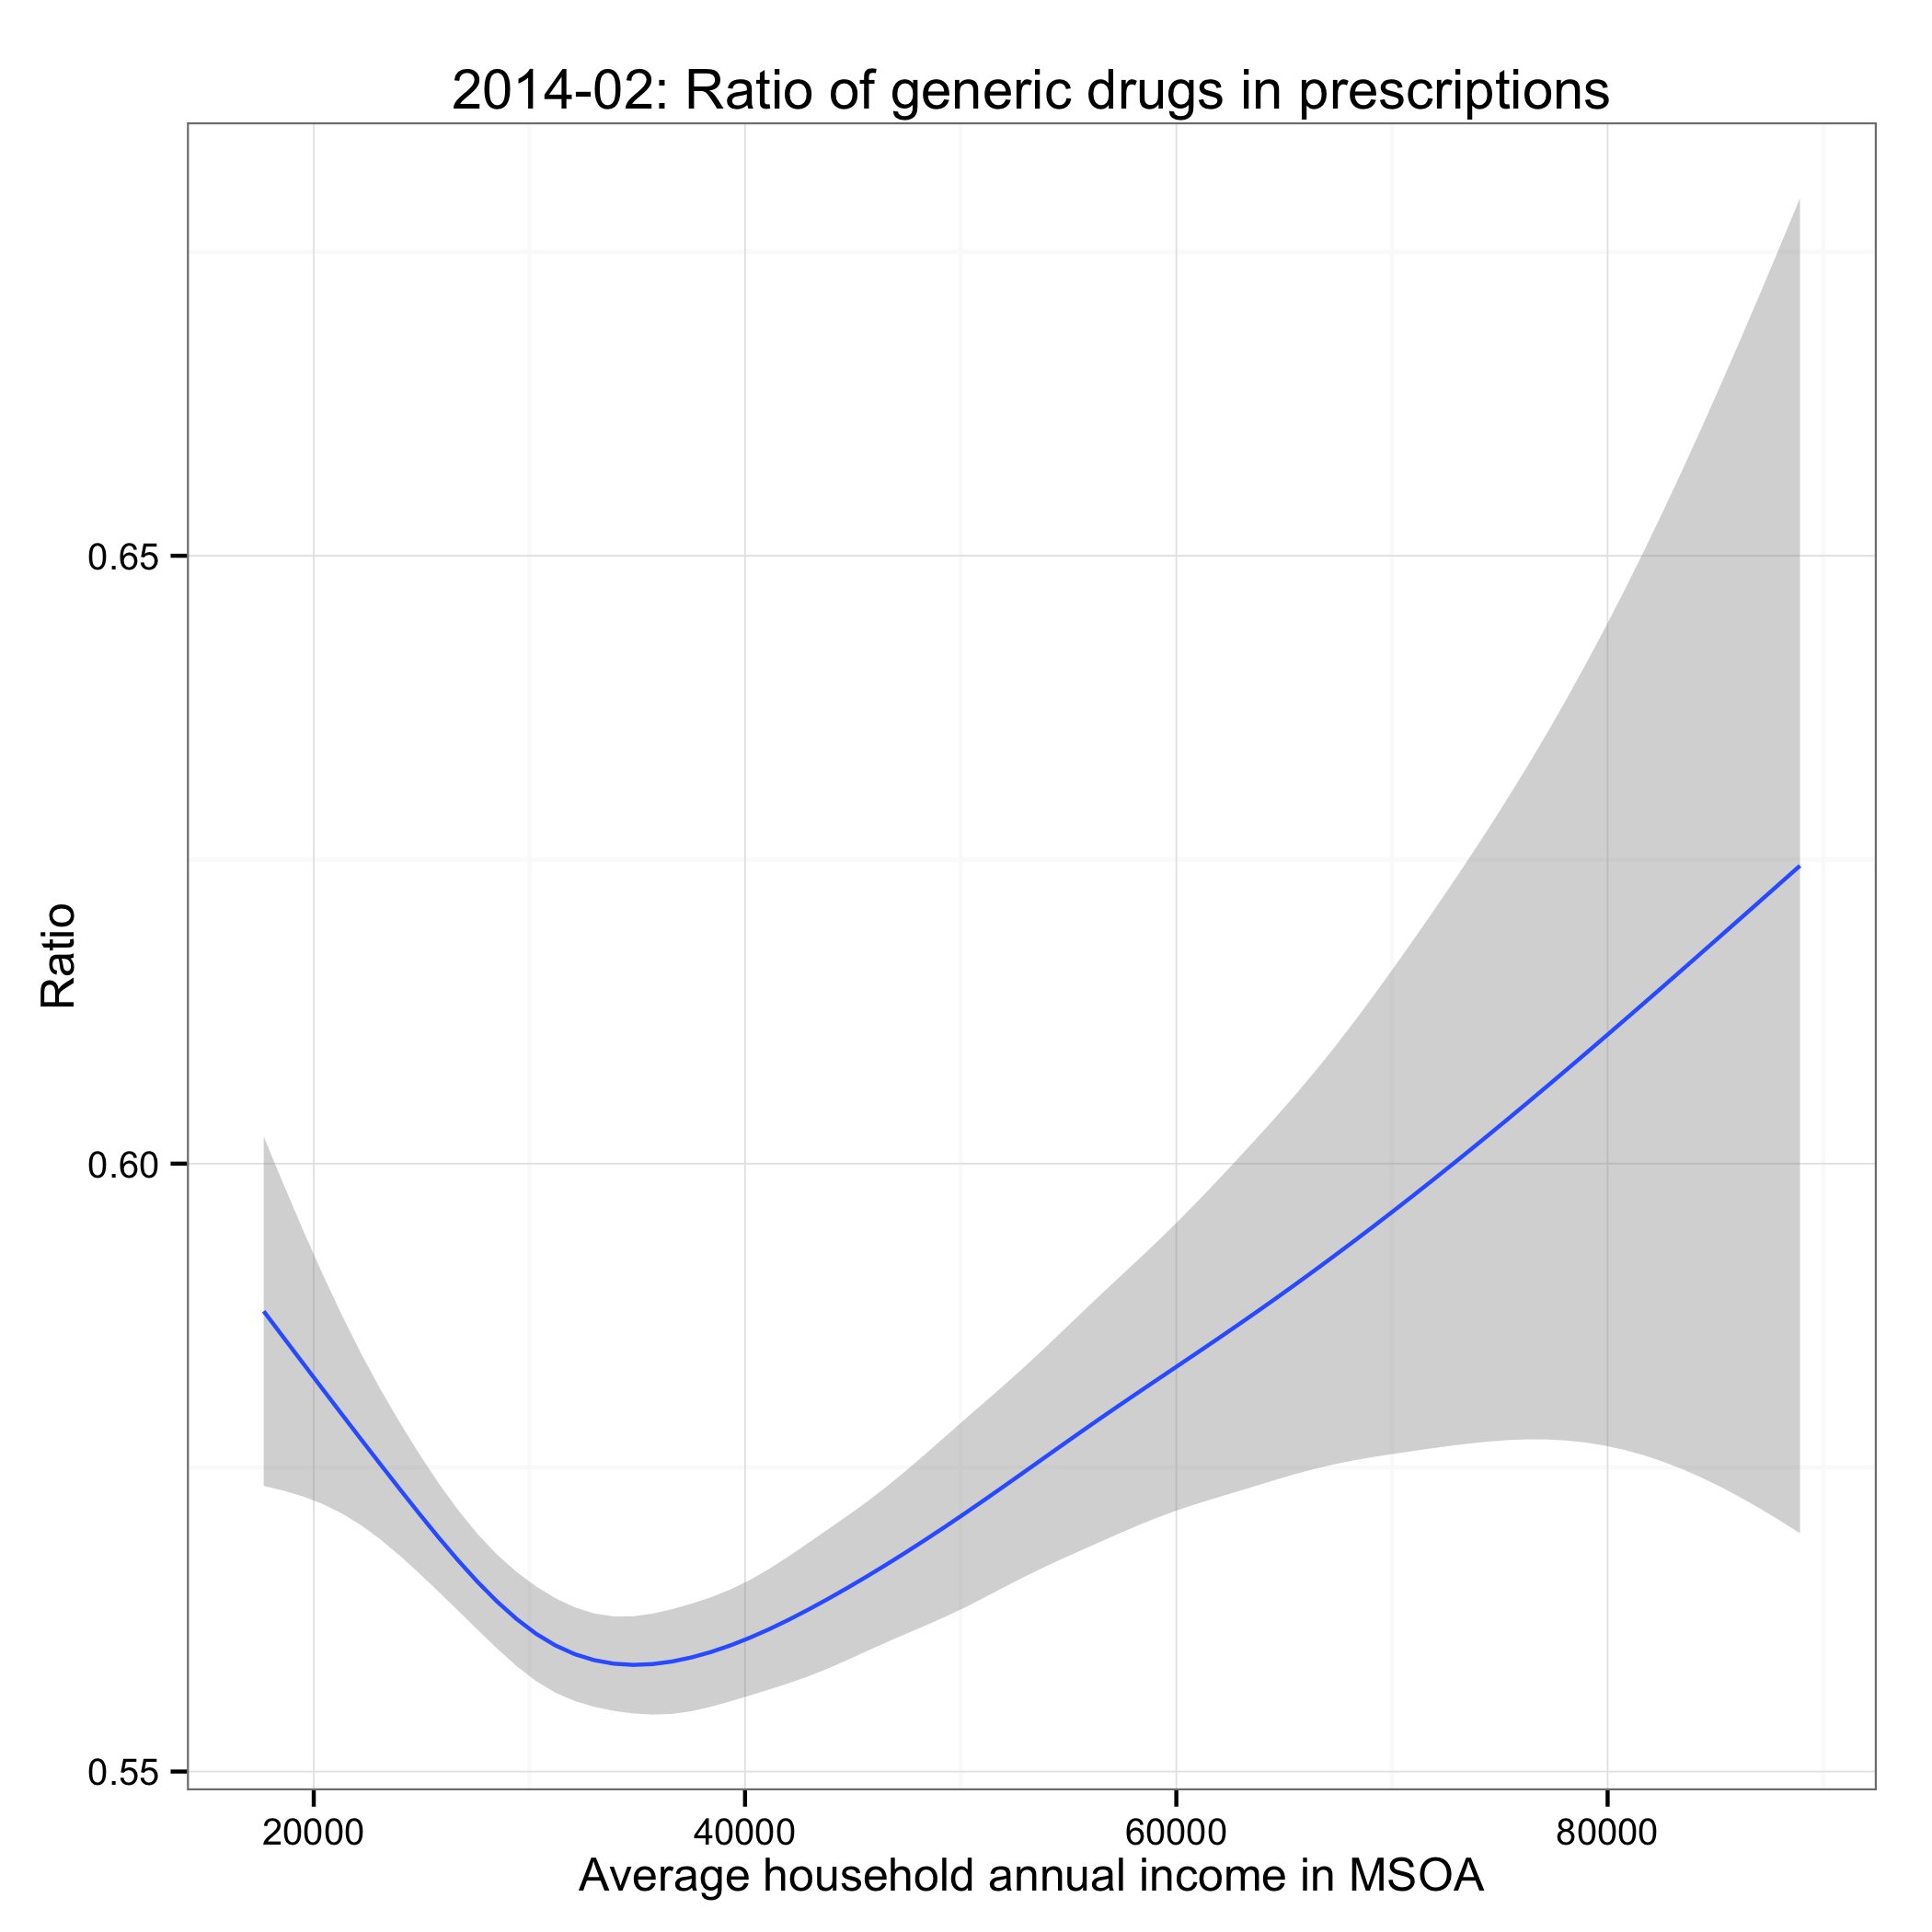 2014-02: Ratio of generic drugs in prescriptions
Ratio
0.65
0.60
0.55
20000 40000 60000 80000
Average household annual income in MSOA